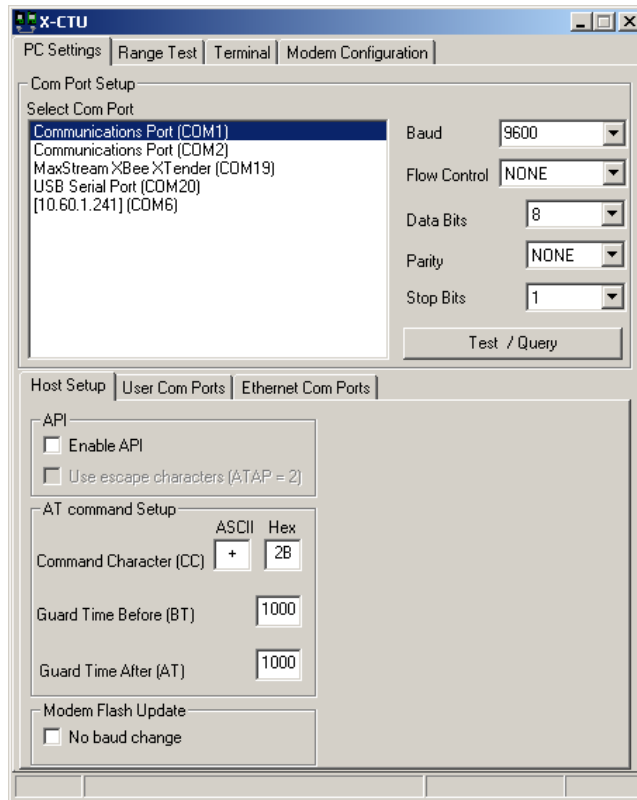 X-CTU
PC Settings Range Test Terminal Modem Configuration
Com Port Setup
Select Com Port
Communications Port (COM1)
Communications Port (COM2)
MaxStream XBee XTender (COM19)
USB Serial Port (COM20)
[10.60.1.241] (COM6)
Baud 9600
Flow Control NONE
Data Bits 8
Parity NONE
Stop Bits 1
Test / Query
Host Setup User Com Ports Ethernet Com Ports
API
Enable API
Use escape characters (ATAP = 2)
AT command Setup
ASCII Hex
Command Character (CC) + 2B
Guard Time Before (BT) 1000
Guard Time After (AT) 1000
Modem Flash Update
No baud change